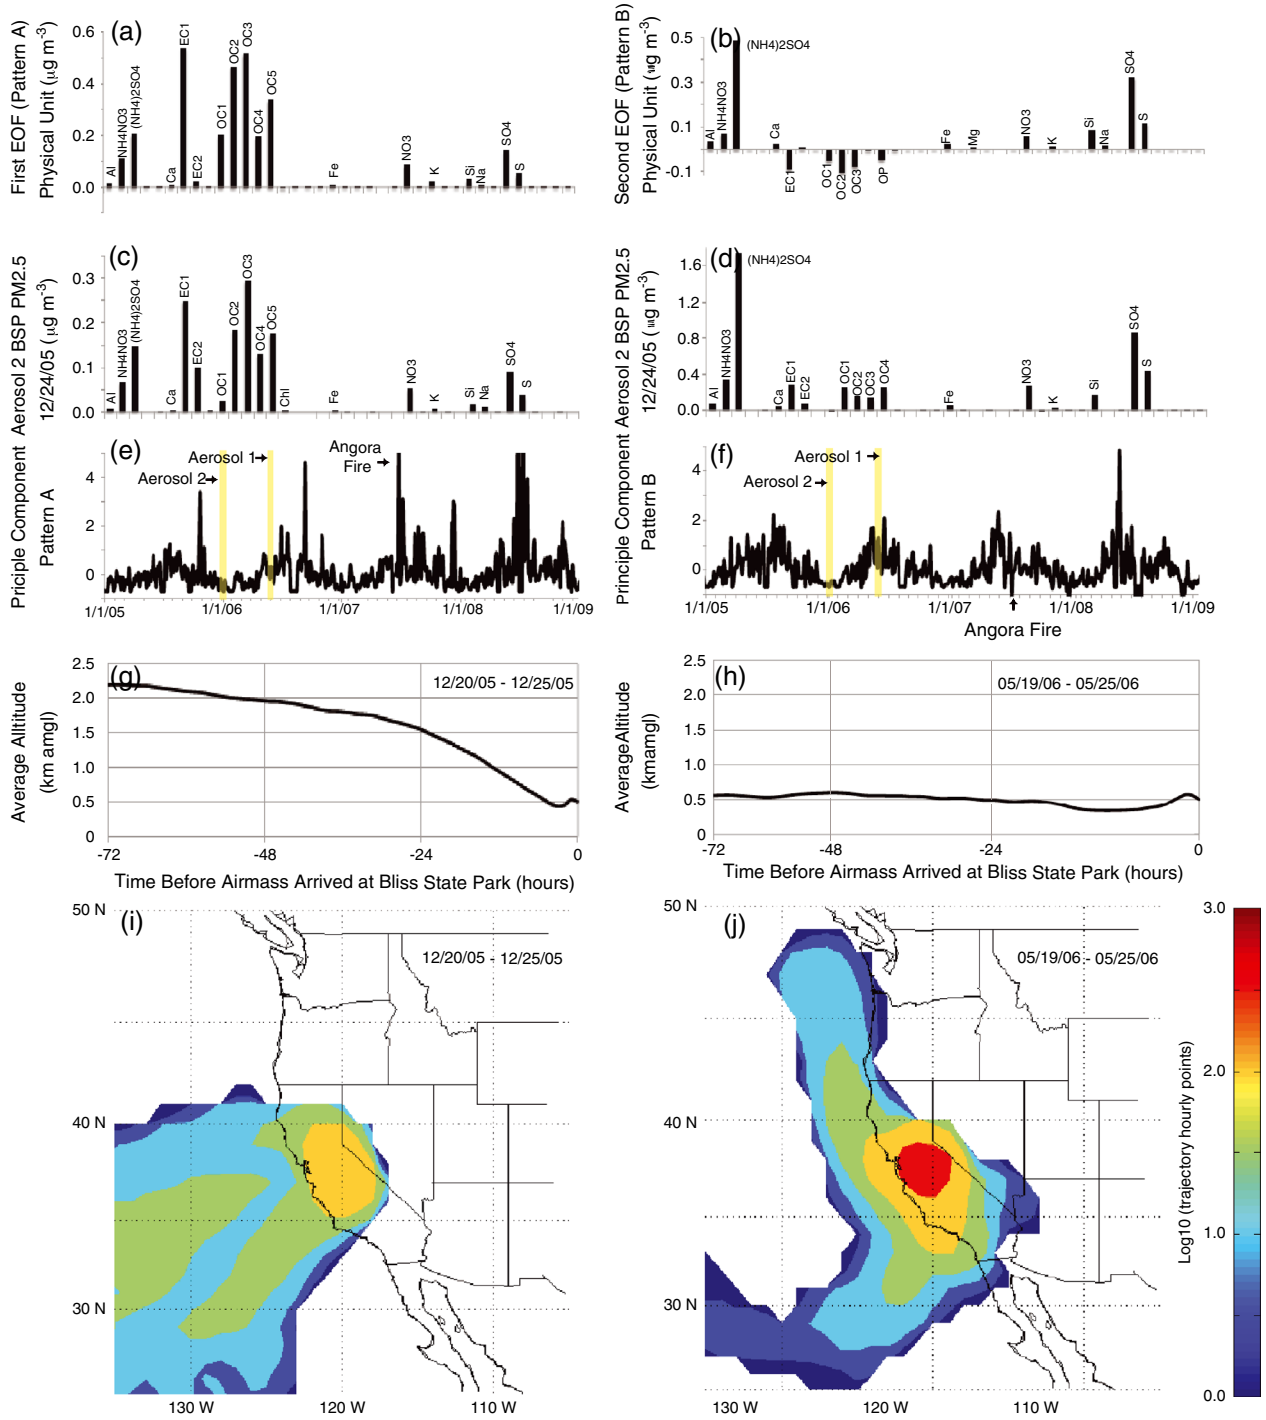 First EOF (Pattern A)
Physical Unit (µg m-3)
(a)
0.6
0.4
0.2
0.0
Al
NH4NO3
(NH4)2SO4
Ca
EC1
EC2
OC1
OC2
OC3
OC4
OC5
Fe
NO3
K
Si
Na
SO4
S
Second EOF (Pattern B)
Physical Unit (µg m-3)
(b)
0.5
0.3
0.1
-0.1
Al
NH4NO3
(NH4)2SO4
Ca
EC1
OC1
OC2
OC3
OP
Fe
Mg
NO3
K
Si
Na
SO4
S
Aerosol 2 BSP PM2.5
12/24/05 (µg m-3)
(c)
0.3
0.2
0.1
0.0
Al
NH4NO3
(NH4)2SO4
Ca
EC1
EC2
OC1
OC2
OC3
OC4
OC5
Chl
Fe
NO3
K
Si
Na
SO4
S
Aerosol 2 BSP PM2.5
12/24/05 (µg m-3)
(d)
1.6
1.2
0.8
0.4
0.0
Al
NH4NO3
(NH4)2SO4
Ca
EC1
EC2
OC1
OC2
OC3
OC4
Fe
NO3
K
Si
SO4
S
Priciple Component
Pattern A
(e)
4
2
0
Aerosol 2
Aerosol 1
Angora
Fire
1/1/05
1/1/06
1/1/07
1/1/08
1/1/09
Principle Component
Pattern B
(f)
4
2
0
Aerosol 1
Aerosol 2
1/1/05
1/1/06
1/1/07
1/1/08
1/1/09
Angora Fire
Average Alltitude
(km amgl)
(g)
12/20/05 - 12/25/05
2.5
2.0
1.5
1.0
0.5
0
-72
-48
-24
0
Time Before Airmass Arrived at Bliss State Park (hours)
AverageAltitude
(kmamgl)
(h)
05/19/06 - 05/25/06
2.5
2.0
1.5
1.0
0.5
0
-72
-48
-24
0
Time Before Airmass Arrived at Bliss State Park (hours)
(i)
12/20/05 - 12/25/05
50 N
40 N
30 N
130 W
120 W
110 W
(j)
05/19/06 - 05/25/06
50 N
40 N
30 N
130 W
120 W
110 W
3.0
2.0
1.0
0.0
Log10 (trajectory hourly points)